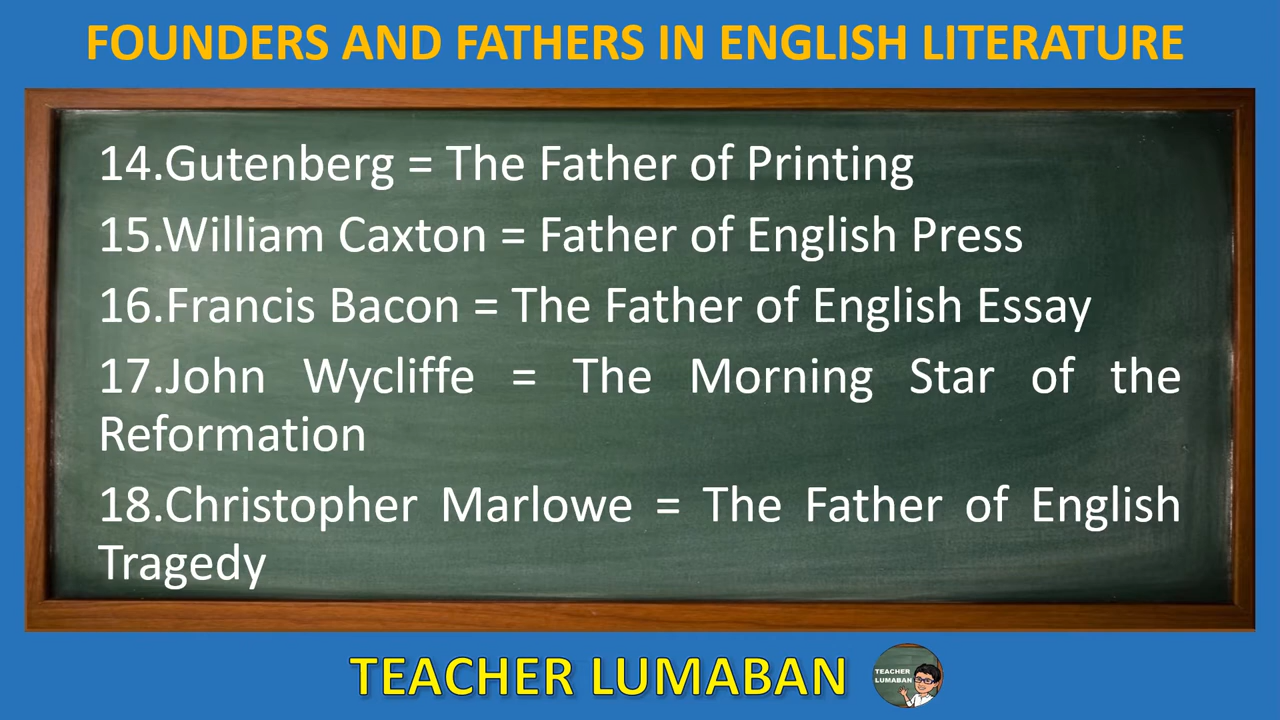 FOUNDERS AND FATHERS IN ENGLISH LITERATURE
14.Gutenberg = The Father of Printing
15.William Caxton = Father of English Press
16.Francis Bacon = The Father of English Essay
17.John Wycliffe = The Morning Star of the
Reformation
18.Christopher Marlowe = The Father of English
Tragedy
TEACHER LUMABAN
TEACHER
LUMABAN